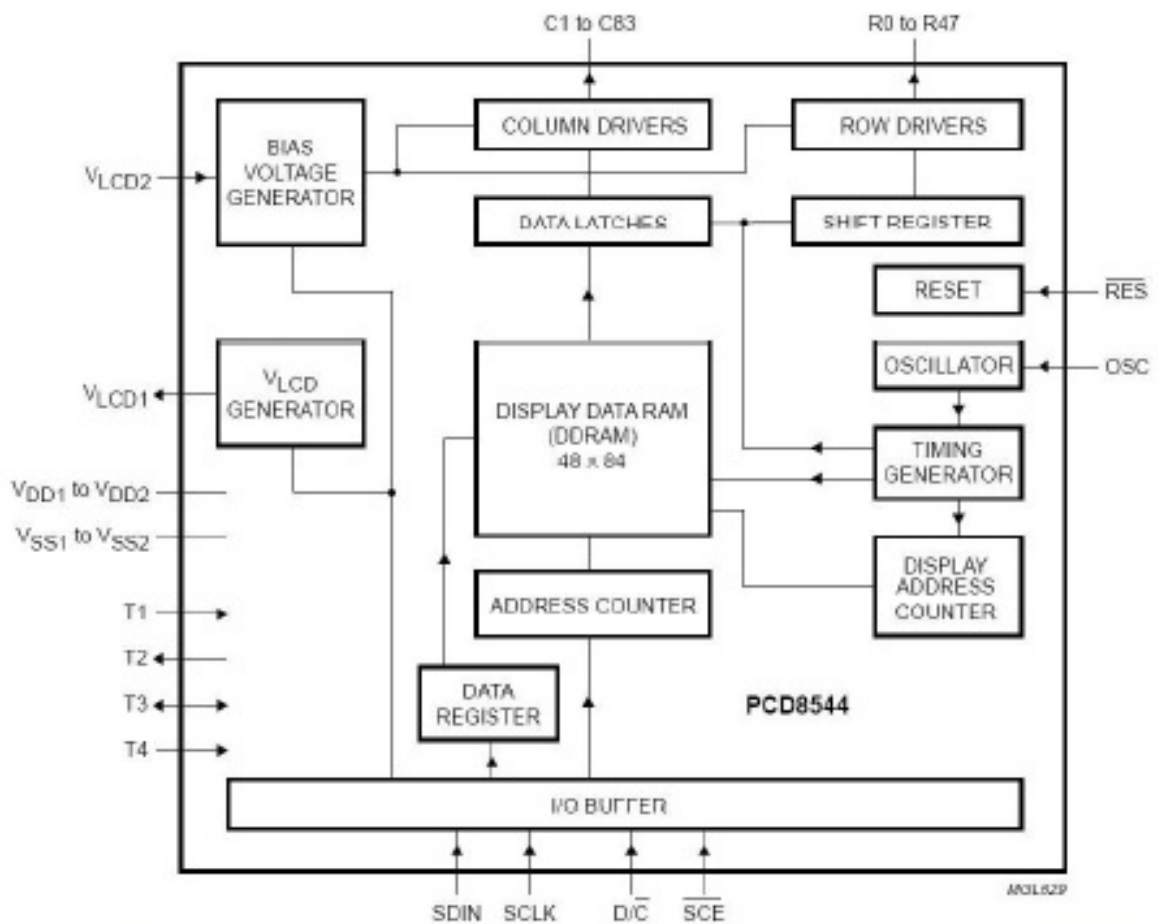 C1 to C83
R0 to R47
COLUMN DRIVERS
ROW DRIVERS
BIAS
VOLTAGE
GENERATOR
VLCD2
DATA LATCHES
SHIFT REGISTER
RESET
RES
OSCILLATOR
OSC
VLCD1
VLCD
GENERATOR
DISPLAY DATA RAM
(DDRAM)
48 × 84
TIMING
GENERATOR
VDD1 to VDD2
VSS1 to VSS2
DISPLAY
ADDRESS
COUNTER
ADDRESS COUNTER
T1
T2
T3
T4
DATA
REGISTER
PCD8544
I/O BUFFER
SDIN
SCLK
D/C
SCE
MGL629